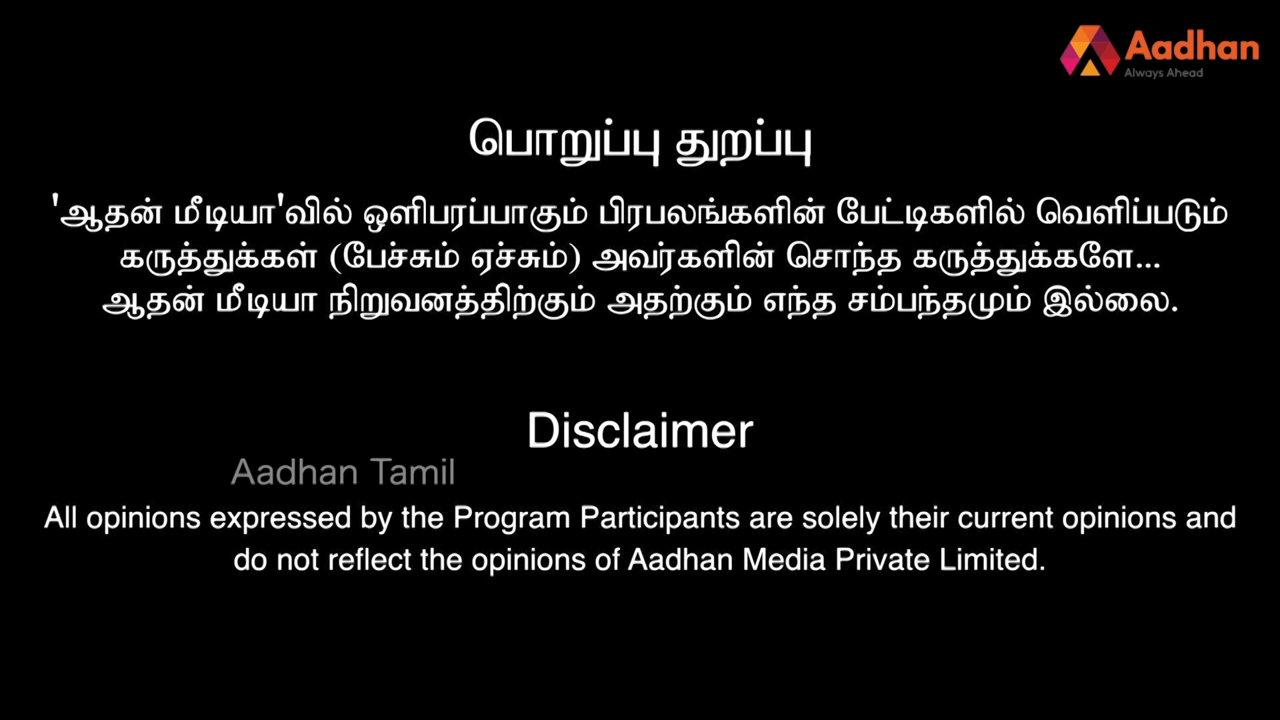 Aadhan
Always Ahead
பொறுப்பு துறப்பு
'ஆதன் மீடியா'வில் ஒளிபரப்பாகும் பிரபலங்களின் பேட்டிகளில் வெளிப்படும்
கருத்துக்கள் (பேச்சும் ஏச்சும்) அவர்களின் சொந்த கருத்துக்களே...
ஆதன் மீடியா நிறுவனத்திற்கும் அதற்கும் எந்த சம்பந்தமும் இல்லை.
Disclaimer
Aadhan Tamil
All opinions expressed by the Program Participants are solely their current opinions and
do not reflect the opinions of Aadhan Media Private Limited.